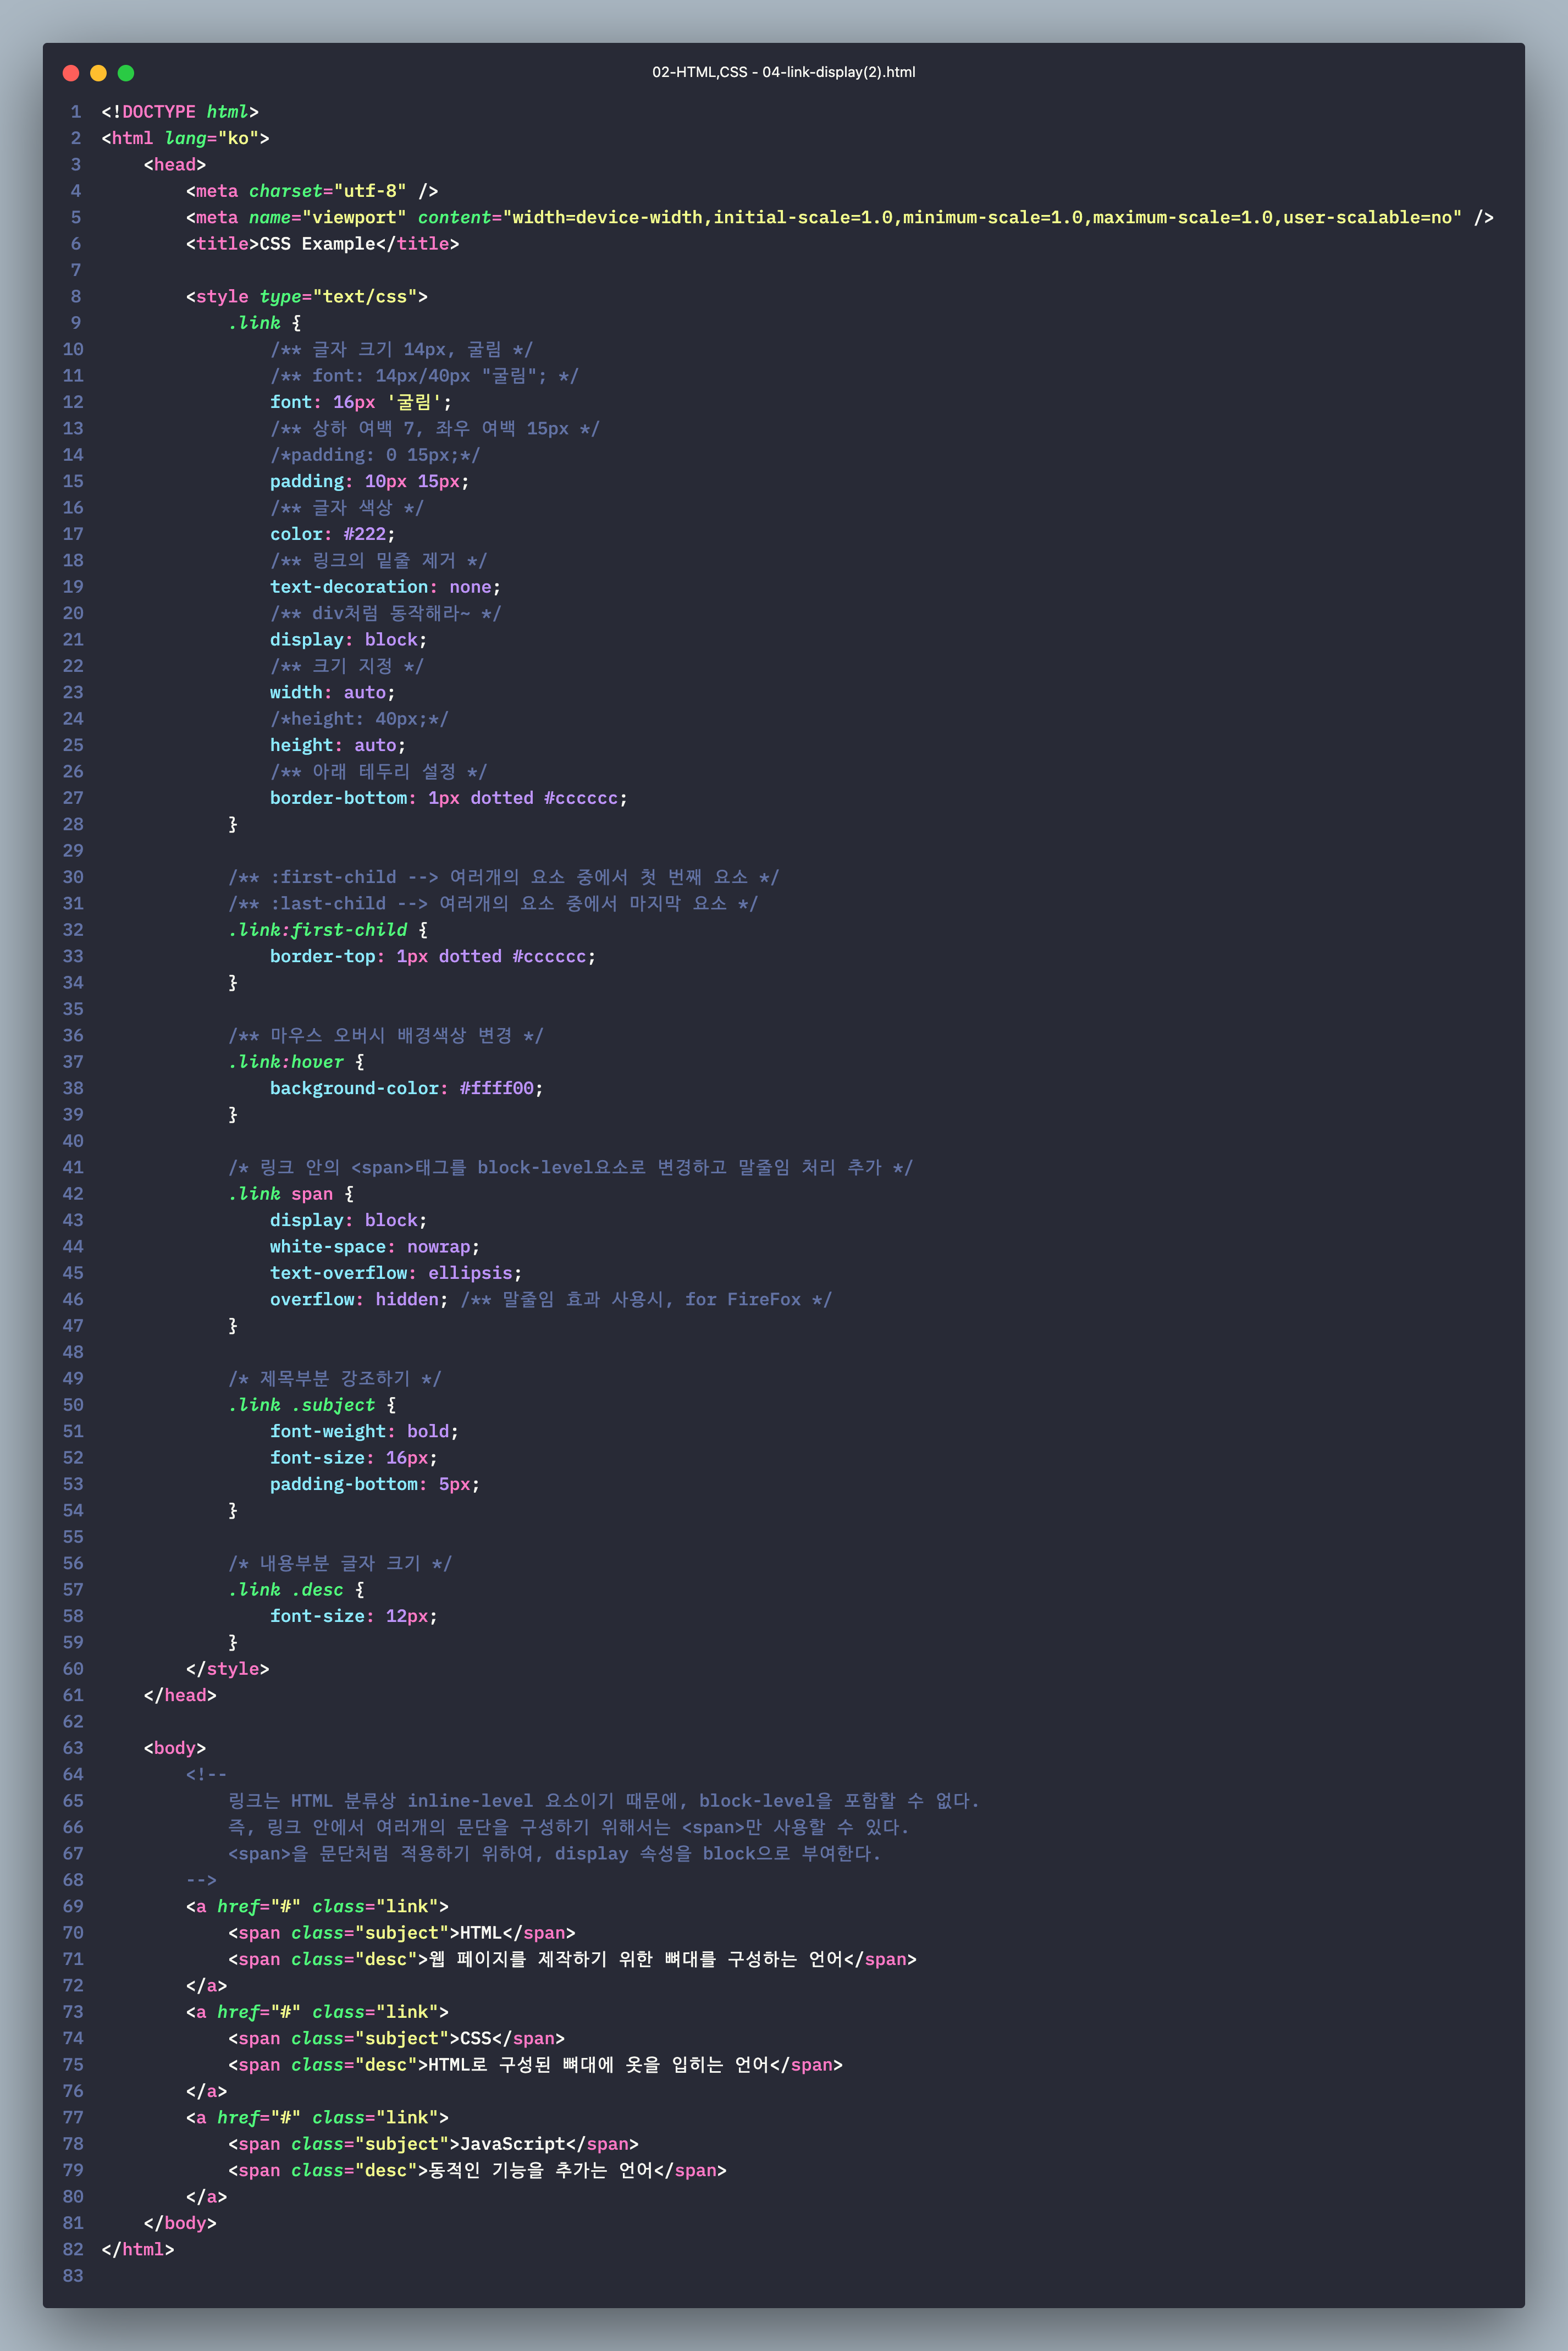 02-HTML,CSS - 04-link-display(2).html
1 <!DOCTYPE html>
2 <html lang="ko">
3     <head>
4         <meta charset="utf-8" />
5         <meta name="viewport" content="width=device-width,initial-scale=1.0,minimum-scale=1.0,maximum-scale=1.0,user-scalable=no" />
6         <title>CSS Example</title>
7
8         <style type="text/css">
9             .link {
10                 /** 글자 크기 14px, 굴림 */
11                 /** font: 14px/40px "굴림"; */
12                 font: 16px '굴림';
13                 /** 상하 여백 7, 좌우 여백 15px */
14                 /*padding: 0 15px;*/
15                 padding: 10px 15px;
16                 /** 글자 색상 */
17                 color: #222;
18                 /** 링크의 밑줄 제거 */
19                 text-decoration: none;
20                 /** div처럼 동작해라~ */
21                 display: block;
22                 /** 크기 지정 */
23                 width: auto;
24                 /*height: 40px;*/
25                 height: auto;
26                 /** 아래 테두리 설정 */
27                 border-bottom: 1px dotted #cccccc;
28             }
29
30             /** :first-child --> 여러개의 요소 중에서 첫 번째 요소 */
31             /** :last-child --> 여러개의 요소 중에서 마지막 요소 */
32             .link:first-child {
33                 border-top: 1px dotted #cccccc;
34             }
35
36             /** 마우스 오버시 배경색상 변경 */
37             .link:hover {
38                 background-color: #ffff00;
39             }
40
41             /* 링크 안의 <span>태그를 block-level요소로 변경하고 말줄임 처리 추가 */
42             .link span {
43                 display: block;
44                 white-space: nowrap;
45                 text-overflow: ellipsis;
46                 overflow: hidden; /** 말줄임 효과 사용시, for FireFox */
47             }
48
49             /* 제목부분 강조하기 */
50             .link .subject {
51                 font-weight: bold;
52                 font-size: 16px;
53                 padding-bottom: 5px;
54             }
55
56             /* 내용부분 글자 크기 */
57             .link .desc {
58                 font-size: 12px;
59             }
60         </style>
61     </head>
62
63     <body>
64         <!--
65             링크는 HTML 분류상 inline-level 요소이기 때문에, block-level을 포함할 수 없다.
66             즉, 링크 안에서 여러개의 문단을 구성하기 위해서는 <span>만 사용할 수 있다.
67             <span>을 문단처럼 적용하기 위하여, display 속성을 block으로 부여한다.
68         -->
69         <a href="#" class="link">
70             <span class="subject">HTML</span>
71             <span class="desc">웹 페이지를 제작하기 위한 뼈대를 구성하는 언어</span>
72         </a>
73         <a href="#" class="link">
74             <span class="subject">CSS</span>
75             <span class="desc">HTML로 구성된 뼈대에 옷을 입히는 언어</span>
76         </a>
77         <a href="#" class="link">
78             <span class="subject">JavaScript</span>
79             <span class="desc">동적인 기능을 추가는 언어</span>
80         </a>
81     </body>
82 </html>
83